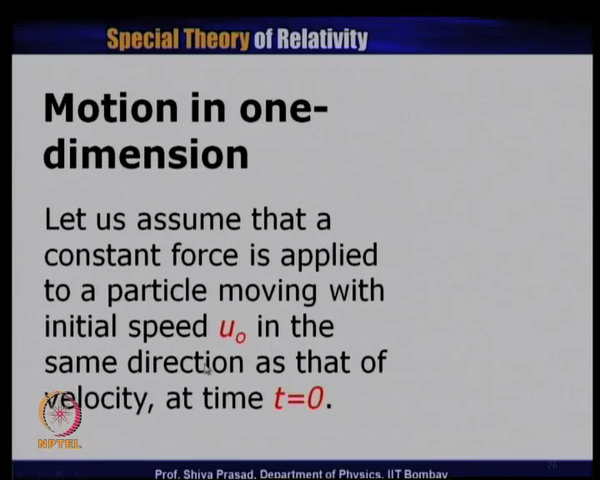 Special Theory of Relativity
Motion in one-
dimension
Let us assume that a
constant force is applied
to a particle moving with
initial speed uo in the
same direction as that of
velocity, at time t=0.
NPTEL
26
Prof. Shiva Prasad, Department of Physics, IIT Bombay